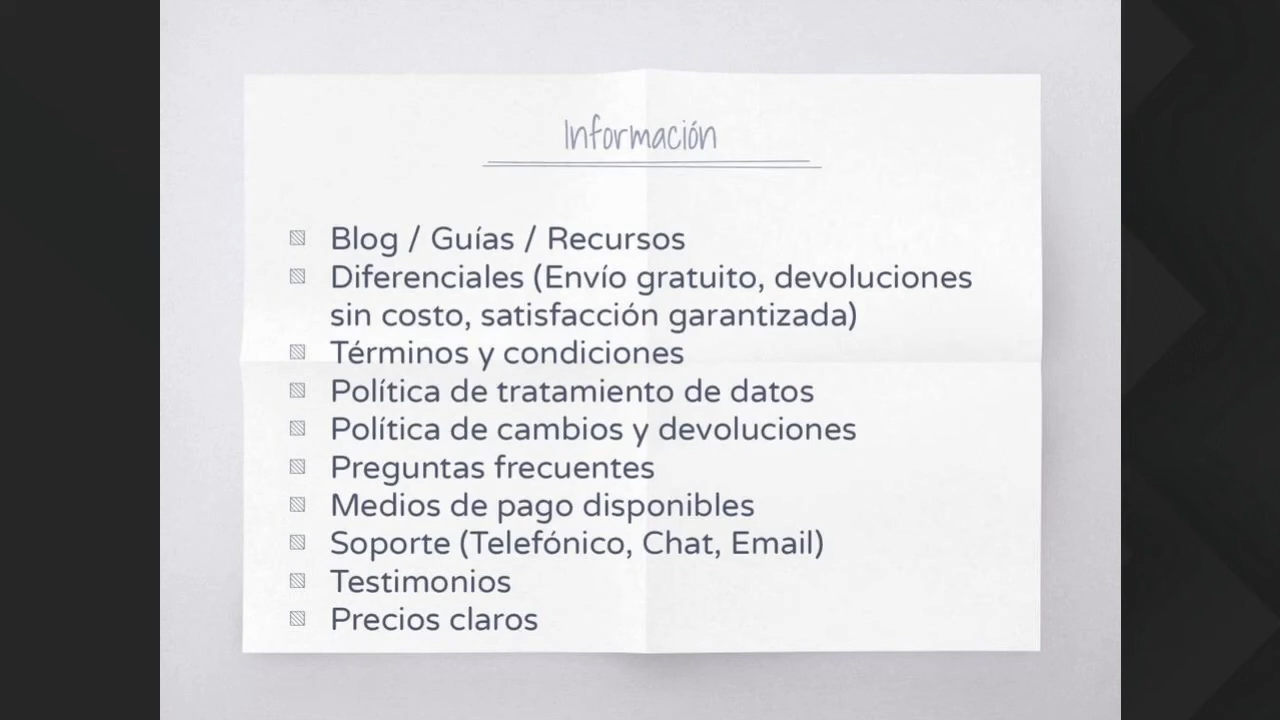 Información
Blog / Guías / Recursos
Diferenciales (Envío gratuito, devoluciones
sin costo, satisfacción garantizada)
Términos y condiciones
Política de tratamiento de datos
Política de cambios y devoluciones
Preguntas frecuentes
Medios de pago disponibles
Soporte (Telefónico, Chat, Email)
Testimonios
Precios claros